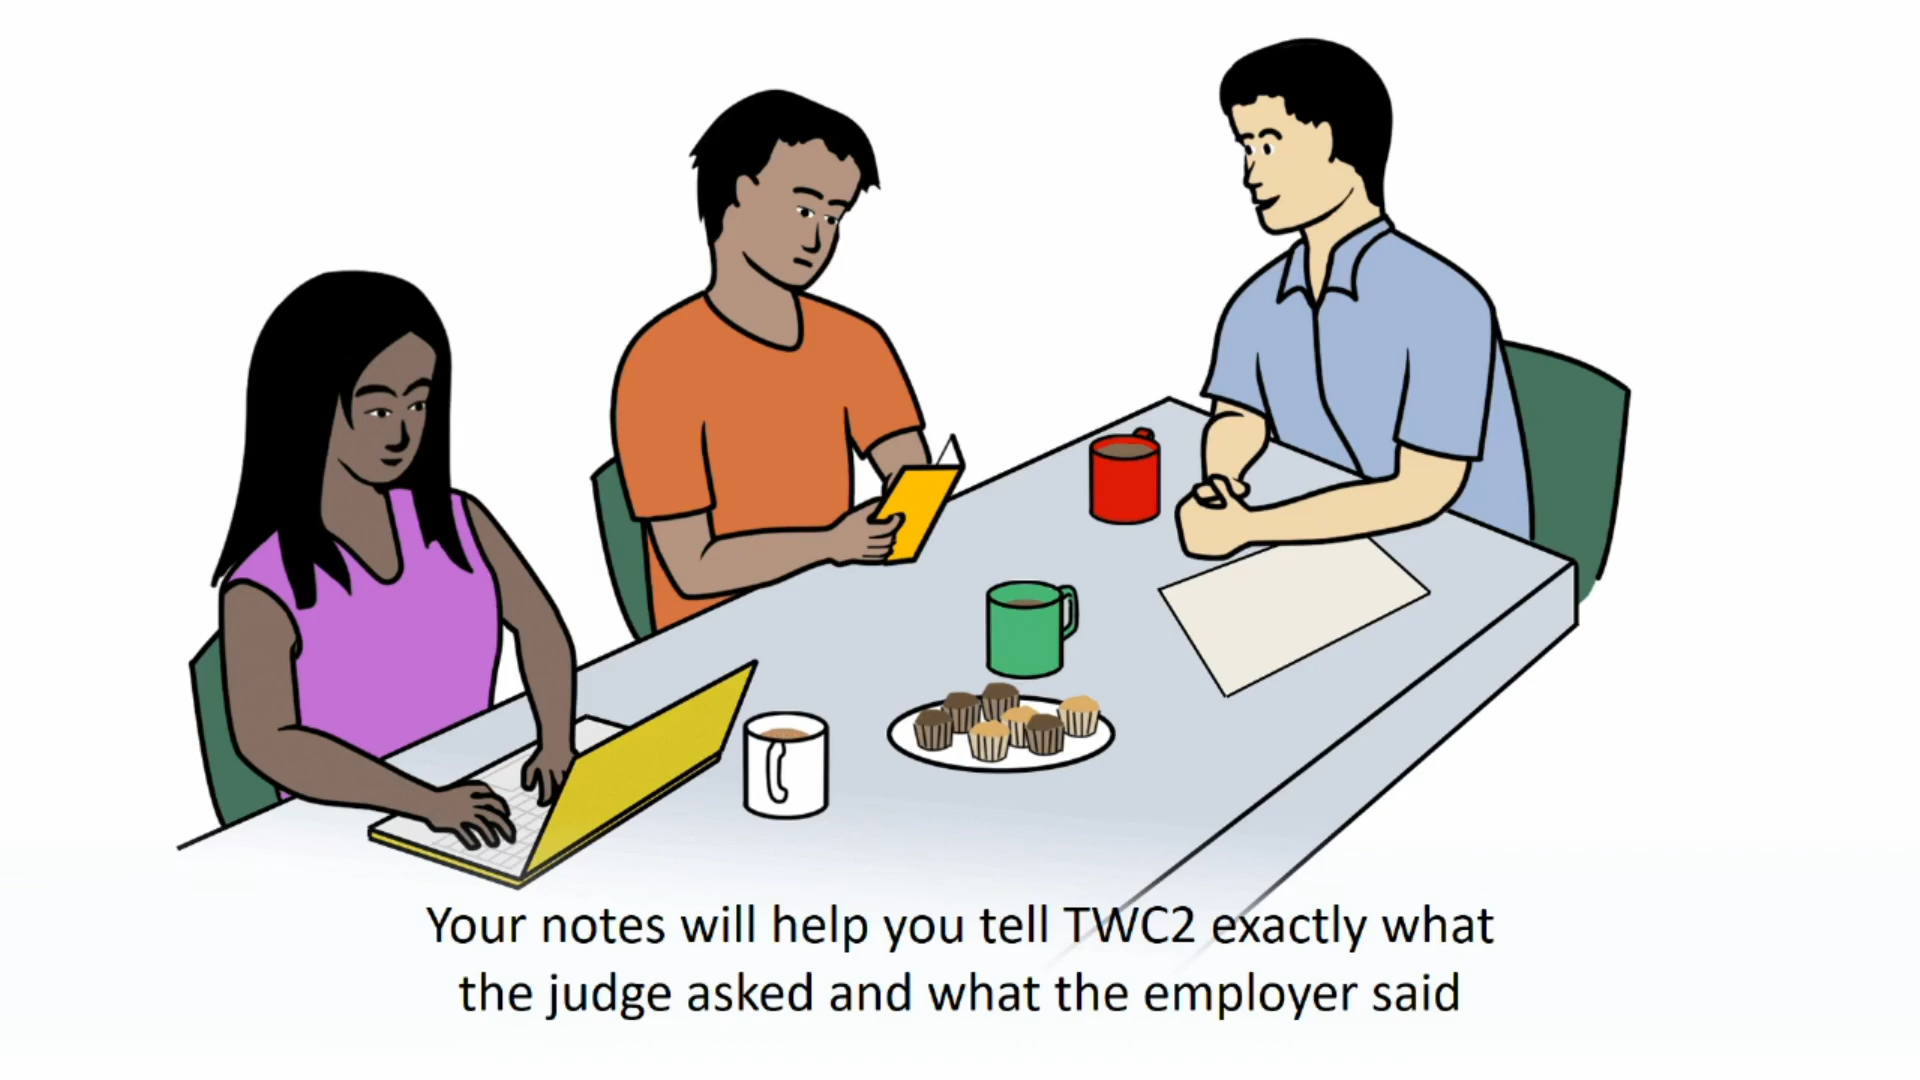 Your notes will help you tell TWC2 exactly what
the judge asked and what the employer said